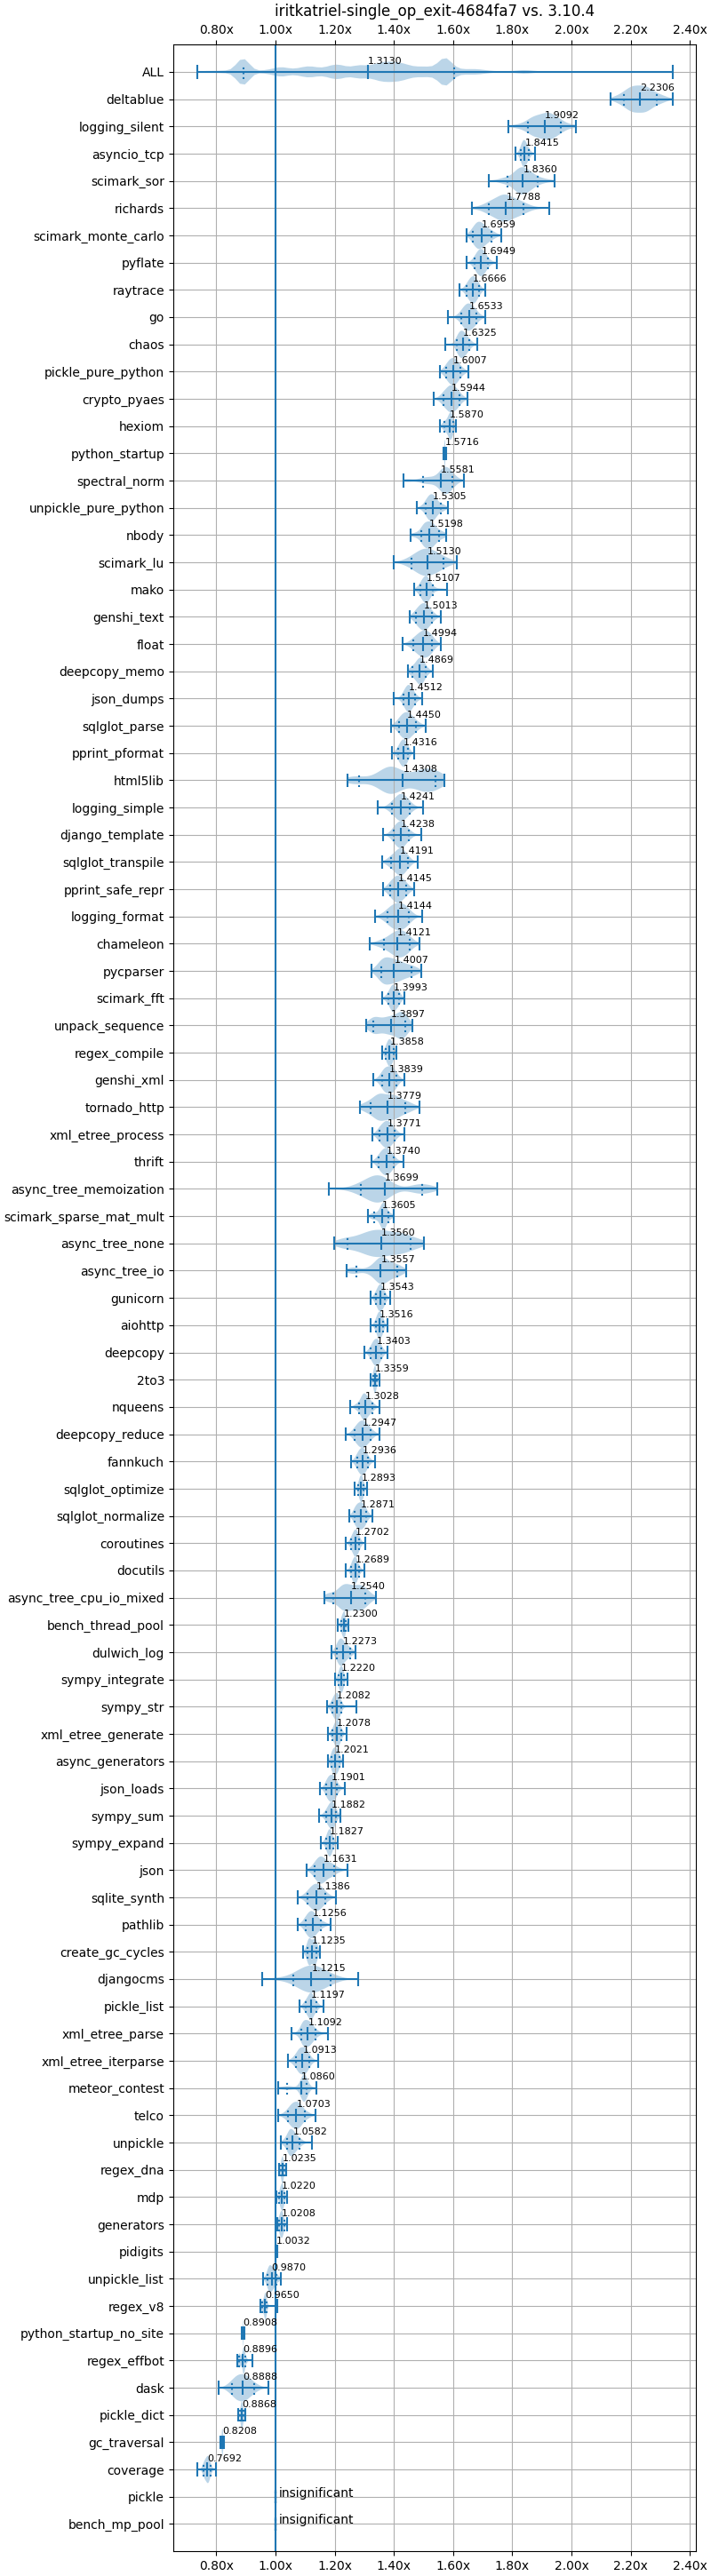 iritkatriel-single_op_exit-4684fa7 vs. 3.10.4
0.80x 1.00x 1.20x 1.40x 1.60x 1.80x 2.00x 2.20x 2.40x
ALL 1.3130
deltablue 2.2306
logging_silent 1.9092
asyncio_tcp 1.8415
scimark_sor 1.8360
richards 1.7788
scimark_monte_carlo 1.6959
pyflate 1.6949
raytrace 1.6666
go 1.6533
chaos 1.6325
pickle_pure_python 1.6007
crypto_pyaes 1.5944
hexiom 1.5870
python_startup 1.5716
spectral_norm 1.5581
unpickle_pure_python 1.5305
nbody 1.5198
scimark_lu 1.5130
mako 1.5107
genshi_text 1.5013
float 1.4994
deepcopy_memo 1.4869
json_dumps 1.4512
sqlglot_parse 1.4450
pprint_pformat 1.4316
html5lib 1.4308
logging_simple 1.4241
django_template 1.4238
sqlglot_transpile 1.4191
pprint_safe_repr 1.4145
logging_format 1.4144
chameleon 1.4121
pycparser 1.4007
scimark_fft 1.3993
unpack_sequence 1.3897
regex_compile 1.3858
genshi_xml 1.3839
tornado_http 1.3779
xml_etree_process 1.3771
thrift 1.3740
async_tree_memoization 1.3699
scimark_sparse_mat_mult 1.3605
async_tree_none 1.3560
async_tree_io 1.3557
gunicorn 1.3543
aiohttp 1.3516
deepcopy 1.3403
2to3 1.3359
nqueens 1.3028
deepcopy_reduce 1.2947
fannkuch 1.2936
sqlglot_optimize 1.2893
sqlglot_normalize 1.2871
coroutines 1.2702
docutils 1.2689
async_tree_cpu_io_mixed 1.2540
bench_thread_pool 1.2300
dulwich_log 1.2273
sympy_integrate 1.2220
sympy_str 1.2082
xml_etree_generate 1.2078
async_generators 1.2021
json_loads 1.1901
sympy_sum 1.1882
sympy_expand 1.1827
json 1.1631
sqlite_synth 1.1386
pathlib 1.1256
create_gc_cycles 1.1235
djangocms 1.1215
pickle_list 1.1197
xml_etree_parse 1.1092
xml_etree_iterparse 1.0913
meteor_contest 1.0860
telco 1.0703
unpickle 1.0582
regex_dna 1.0235
mdp 1.0220
generators 1.0208
pidigits 1.0032
unpickle_list 0.9870
regex_v8 0.9650
python_startup_no_site 0.8908
regex_effbot 0.8896
dask 0.8888
pickle_dict 0.8868
gc_traversal 0.8208
coverage 0.7692
pickle insignificant
bench_mp_pool insignificant
0.80x 1.00x 1.20x 1.40x 1.60x 1.80x 2.00x 2.20x 2.40x